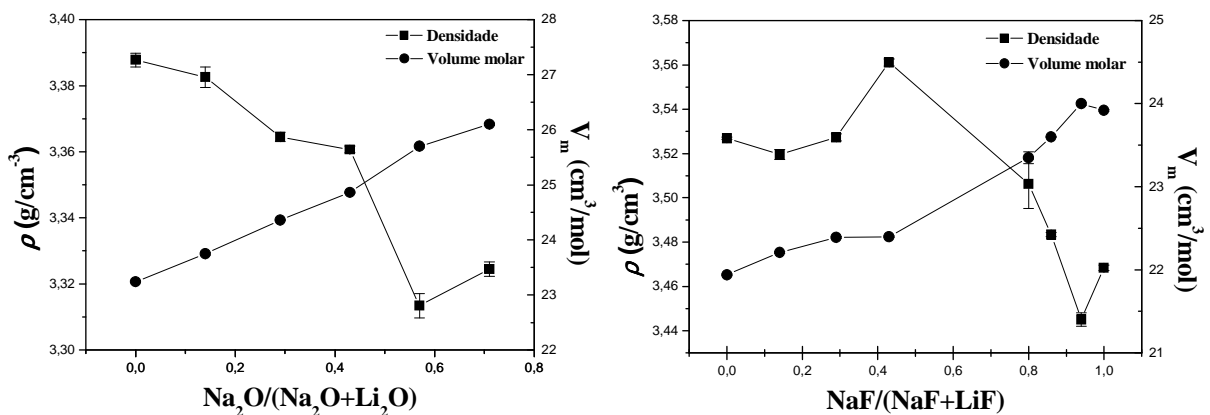 3,40
3,38
3,36
3,34
3,32
3,30
ρ (g/cm⁻³)
28
27
26
25
24
23
22
Vₘ (cm³/mol)
Densidade
Volume molar
0,0 0,2 0,4 0,6 0,8
Na₂O/(Na₂O+Li₂O)
3,58
3,56
3,54
3,52
3,50
3,48
3,46
3,44
ρ (g/cm³)
25
24
23
22
21
Vₘ (cm³/mol)
Densidade
Volume molar
0,0 0,2 0,4 0,6 0,8 1,0
NaF/(NaF+LiF)